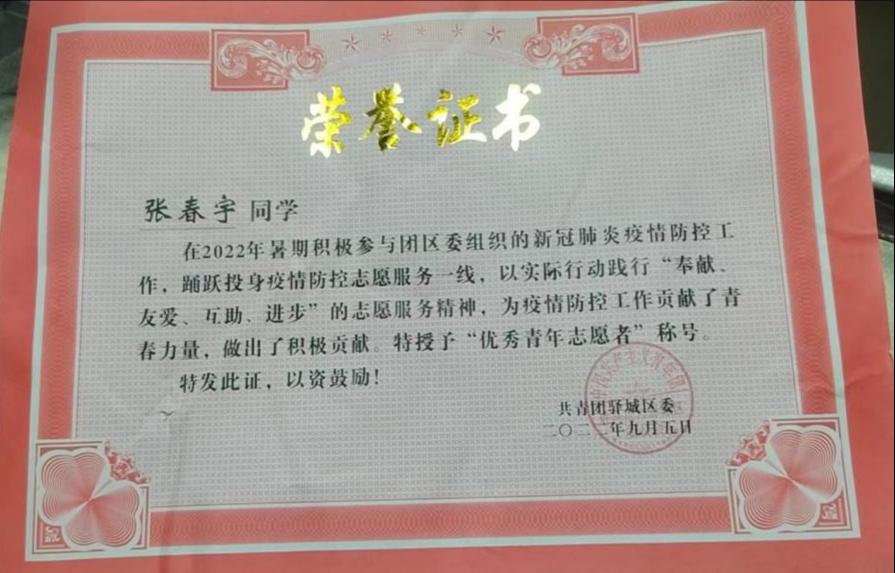 荣誉证书
张春宇 同学
在2022年暑期积极参与团区委组织的新冠肺炎疫情防控工
作，踊跃投身疫情防控志愿服务一线，以实际行动践行“奉献、
友爱、互助、进步”的志愿服务精神，为疫情防控工作贡献了青
春力量，做出了积极贡献。特授予“优秀青年志愿者”称号。
特发此证，以资鼓励！
共青团驿城区委
二〇二二年九月五日